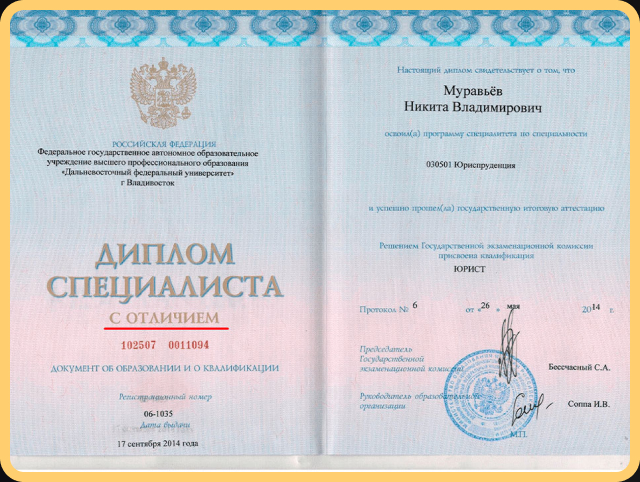 РОССИЙСКАЯ ФЕДЕРАЦИЯ
Федеральное государственное автономное образовательное
учреждение высшего профессионального образования
«Дальневосточный федеральный университет»
г Владивосток
ДИПЛОМ
СПЕЦИАЛИСТА
С ОТЛИЧИЕМ
102507 0011094
ДОКУМЕНТ ОБ ОБРАЗОВАНИИ И О КВАЛИФИКАЦИИ
Регистрационный номер
06-1035
Дата выдачи
17 сентября 2014 года
Настоящий диплом свидетельствует о том, что
Муравьёв
Никита Владимирович
освоил(а) программу специалитета по специальности
030501 Юриспруденция
и успешно прошел(ла) государственную итоговую аттестацию
Решением Государственной экзаменационной комиссии
присвоена квалификация
ЮРИСТ
Протокол № 6 от «26 » мая 2014 г.
Председатель
Государственной
экзаменационной комиссии Бессчасный С.А.
Руководитель образовательной
организации Соппа И.В.
М.П.